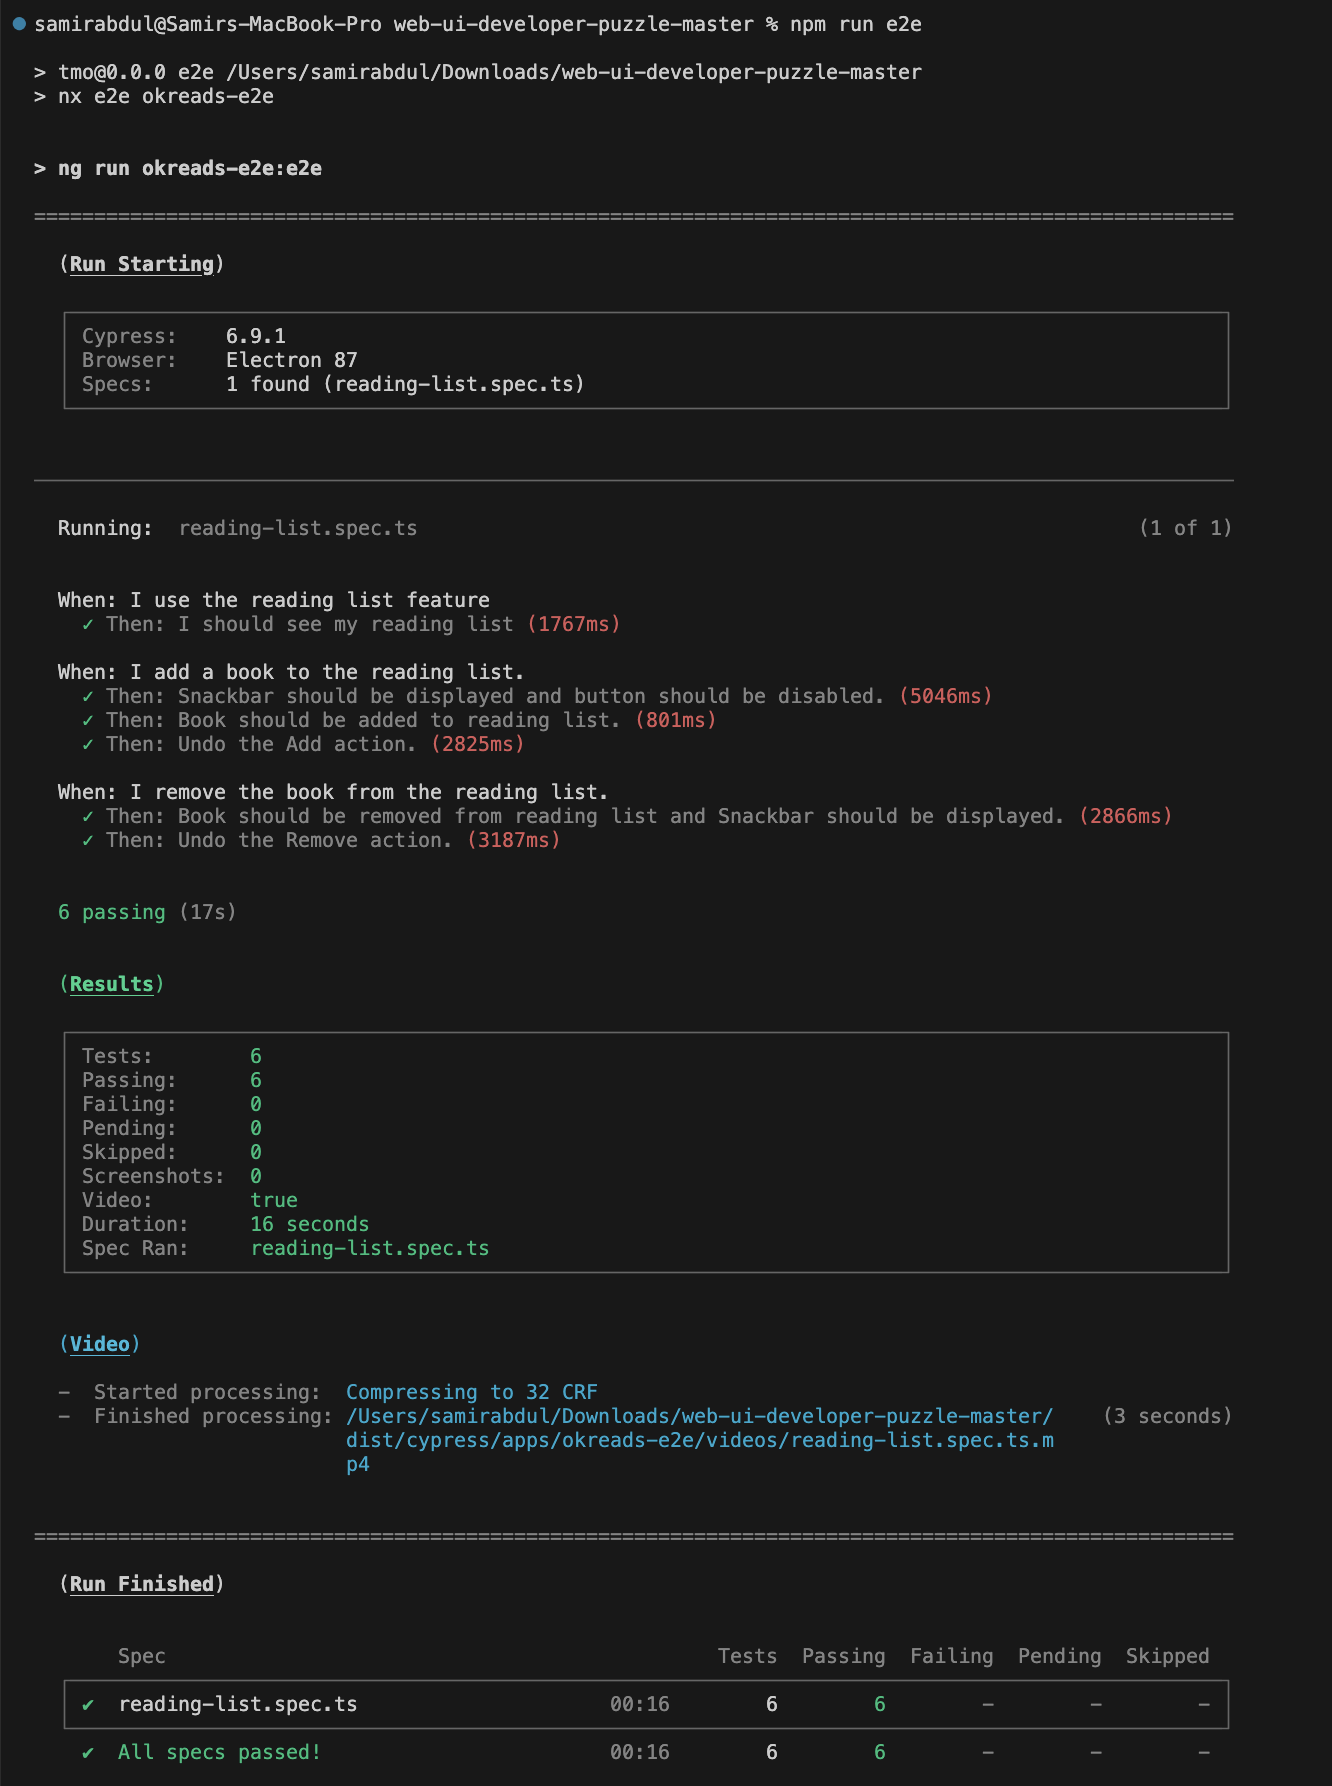 samirabdul@Samirs-MacBook-Pro web-ui-developer-puzzle-master % npm run e2e
> tmo@0.0.0 e2e /Users/samirabdul/Downloads/web-ui-developer-puzzle-master
> nx e2e okreads-e2e
> ng run okreads-e2e:e2e
====================================================================================================
(Run Starting)
Cypress: 6.9.1
Browser: Electron 87
Specs: 1 found (reading-list.spec.ts)
Running: reading-list.spec.ts (1 of 1)
When: I use the reading list feature
✓ Then: I should see my reading list (1767ms)
When: I add a book to the reading list.
✓ Then: Snackbar should be displayed and button should be disabled. (5046ms)
✓ Then: Book should be added to reading list. (801ms)
✓ Then: Undo the Add action. (2825ms)
When: I remove the book from the reading list.
✓ Then: Book should be removed from reading list and Snackbar should be displayed. (2866ms)
✓ Then: Undo the Remove action. (3187ms)
6 passing (17s)
(Results)
Tests: 6
Passing: 6
Failing: 0
Pending: 0
Skipped: 0
Screenshots: 0
Video: true
Duration: 16 seconds
Spec Ran: reading-list.spec.ts
(Video)
- Started processing: Compressing to 32 CRF
- Finished processing: /Users/samirabdul/Downloads/web-ui-developer-puzzle-master/ (3 seconds)
dist/cypress/apps/okreads-e2e/videos/reading-list.spec.ts.m
p4
====================================================================================================
(Run Finished)
Spec Tests Passing Failing Pending Skipped
✔ reading-list.spec.ts 00:16 6 6 - - -
✔ All specs passed! 00:16 6 6 - - -